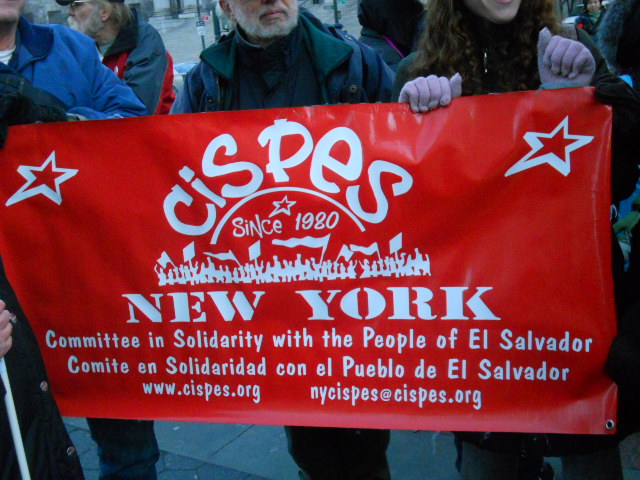 CISPES
SINCE 1980
NEW YORK
Committee in Solidarity with the People of El Salvador
Comite en Solidaridad con el Pueblo de El Salvador
www.cispes.org nycispes@cispes.org